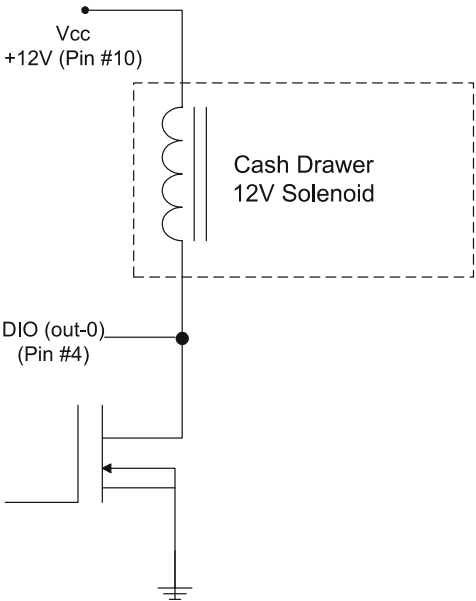 Vcc
+12V (Pin #10)
Cash Drawer
12V Solenoid
DIO (out-0)
(Pin #4)